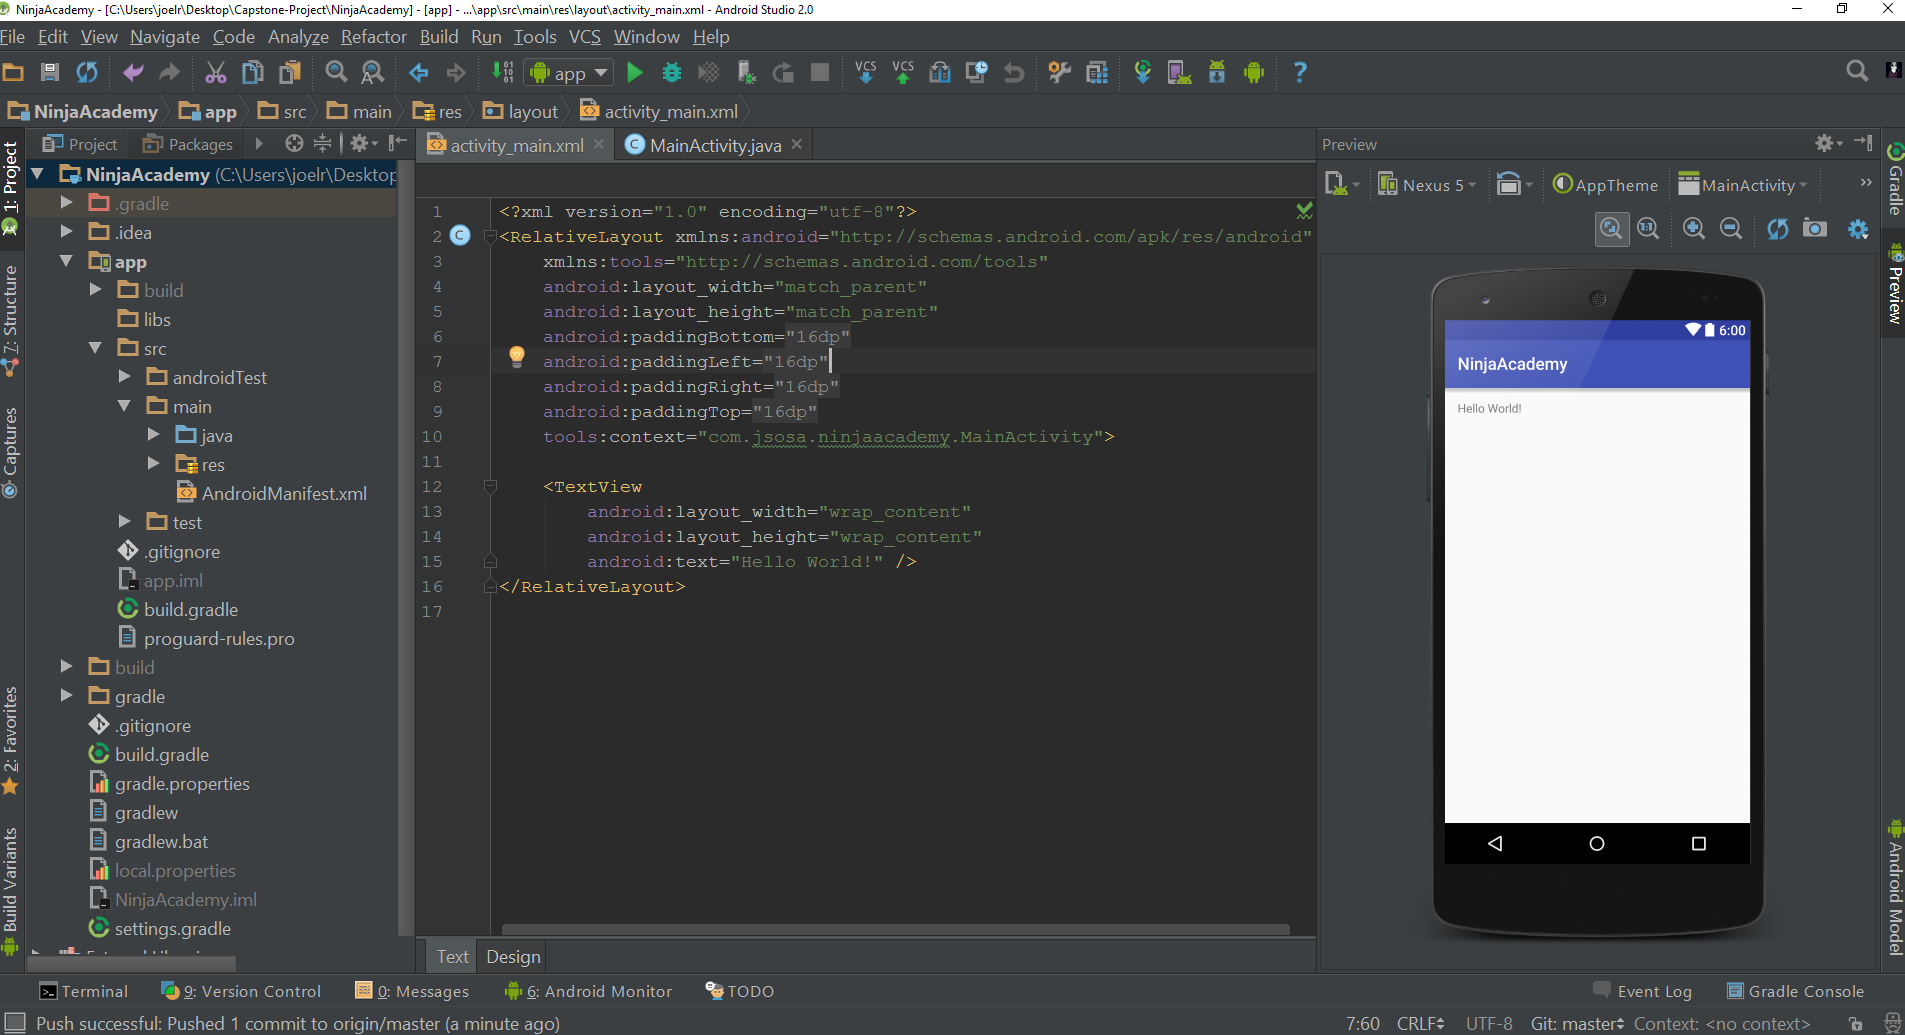 NinjaAcademy - [C:\Users\joelr\Desktop\Capstone-Project\NinjaAcademy] - [app] - ...\app\src\main\res\layout\activity_main.xml - Android Studio 2.0
File Edit View Navigate Code Analyze Refactor Build Run Tools VCS Window Help
app VCS VCS ?
NinjaAcademy app src main res layout activity_main.xml
Project Packages
activity_main.xml MainActivity.java
Preview
1: Project
7: Structure
Captures
2: Favorites
Build Variants
NinjaAcademy (C:\Users\joelr\Desktop
.gradle
.idea
app
build
libs
src
androidTest
main
java
res
AndroidManifest.xml
test
.gitignore
app.iml
build.gradle
proguard-rules.pro
build
gradle
.gitignore
build.gradle
gradle.properties
gradlew
gradlew.bat
local.properties
NinjaAcademy.iml
settings.gradle
1 <?xml version="1.0" encoding="utf-8"?>
2 <RelativeLayout xmlns:android="http://schemas.android.com/apk/res/android"
3 xmlns:tools="http://schemas.android.com/tools"
4 android:layout_width="match_parent"
5 android:layout_height="match_parent"
6 android:paddingBottom="16dp"
7 android:paddingLeft="16dp"
8 android:paddingRight="16dp"
9 android:paddingTop="16dp"
10 tools:context="com.jsosa.ninjaacademy.MainActivity">
11
12 <TextView
13 android:layout_width="wrap_content"
14 android:layout_height="wrap_content"
15 android:text="Hello World!" />
16 </RelativeLayout>
17
Text Design
Nexus 5 AppTheme MainActivity
6:00
NinjaAcademy
Hello World!
Gradle
Preview
Android Model
Terminal 9: Version Control 0: Messages 6: Android Monitor TODO Event Log Gradle Console
Push successful: Pushed 1 commit to origin/master (a minute ago) 7:60 CRLF UTF-8 Git: master Context: <no context>